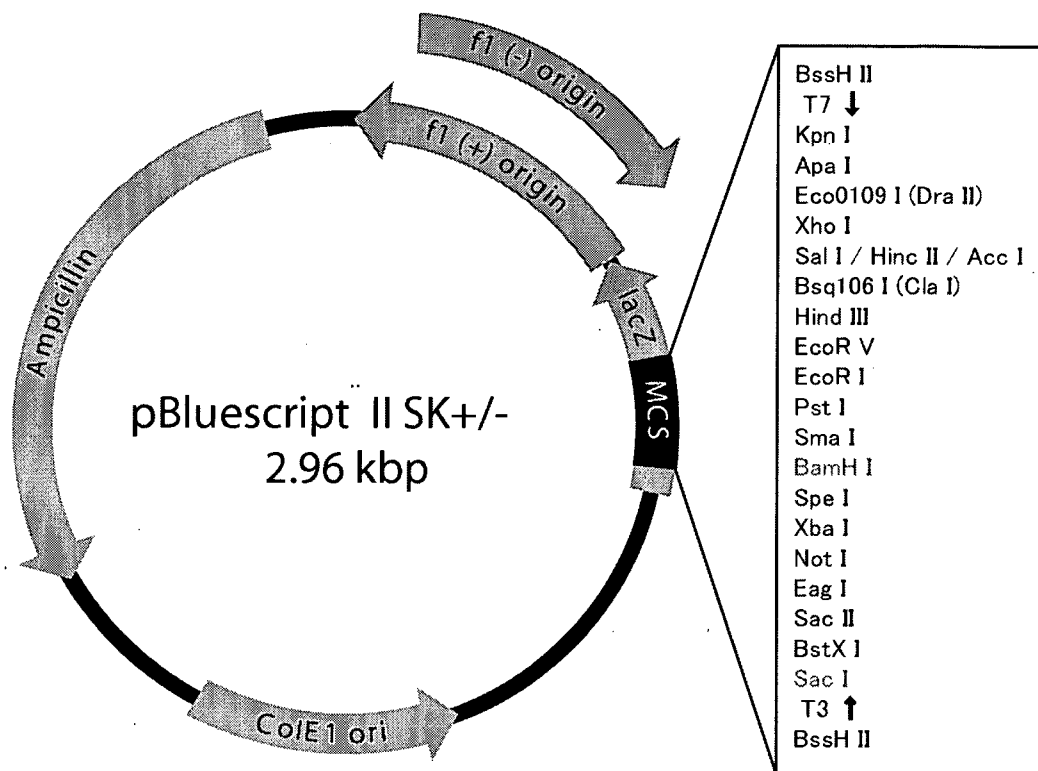 f1 (-) origin
f1 (+) origin
lacZ
MCS
Ampicillin
ColE1 ori
pBluescript II SK+/-
2.96 kbp
BssH II
T7 ↓
Kpn I
Apa I
Eco0109 I (Dra II)
Xho I
Sal I / Hinc II / Acc I
Bsq106 I (Cla I)
Hind III
EcoR V
EcoR I
Pst I
Sma I
BamH I
Spe I
Xba I
Not I
Eag I
Sac II
BstX I
Sac I
T3 ↑
BssH II